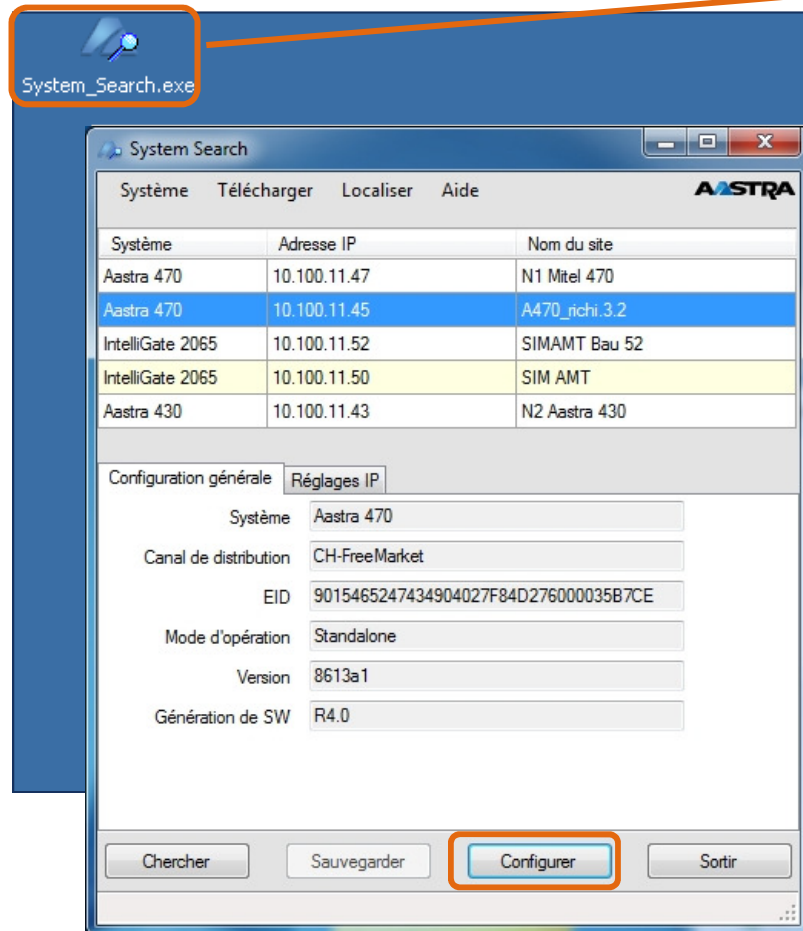 System_Search.exe
System Search
Système Télécharger Localiser Aide AASTRA
Système Adresse IP Nom du site
Aastra 470 10.100.11.47 N1 Mitel 470
Aastra 470 10.100.11.45 A470_richi.3.2
IntelliGate 2065 10.100.11.52 SIMAMT Bau 52
IntelliGate 2065 10.100.11.50 SIM AMT
Aastra 430 10.100.11.43 N2 Aastra 430
Configuration générale Réglages IP
Système Aastra 470
Canal de distribution CH-FreeMarket
EID 9015465247434904027F84D276000035B7CE
Mode d'opération Standalone
Version 8613a1
Génération de SW R4.0
Chercher Sauvegarder Configurer Sortir